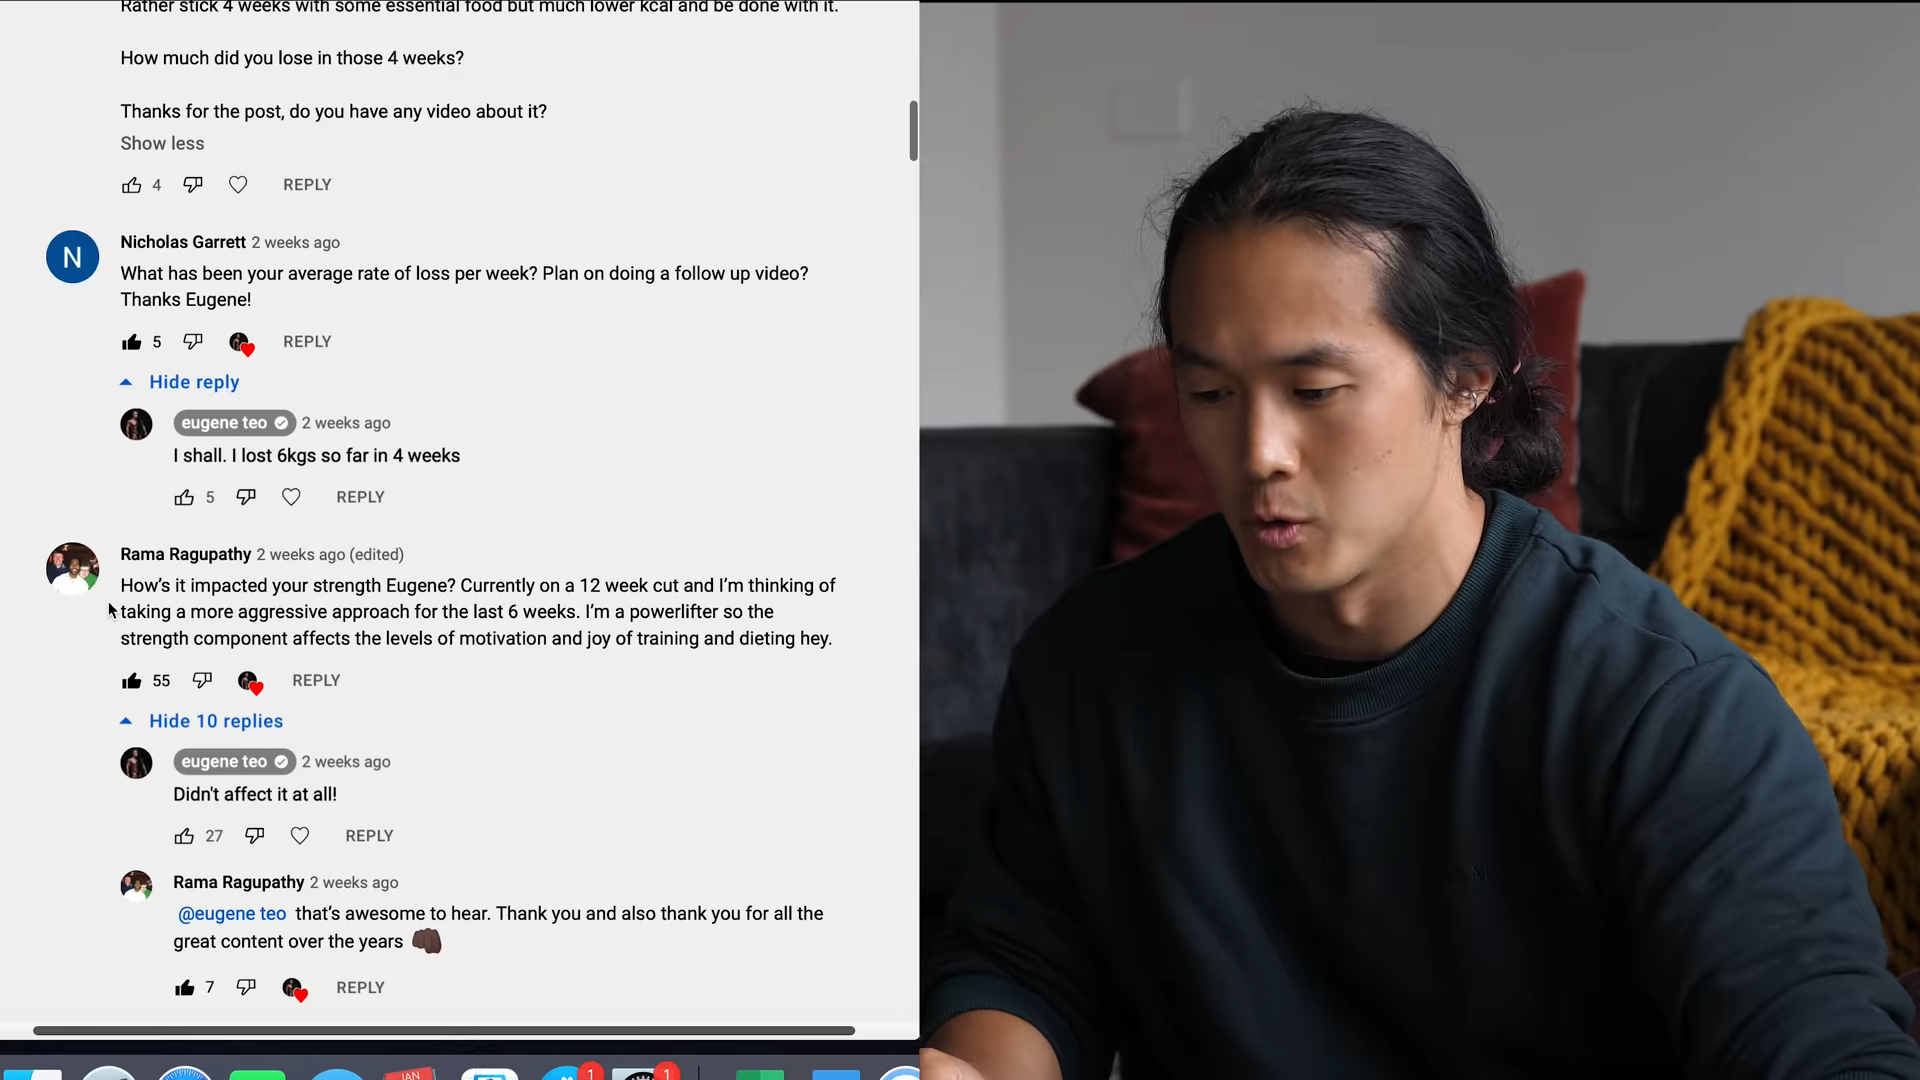 Rather stick 4 weeks with some essential food but much lower kcal and be done with it.
How much did you lose in those 4 weeks?
Thanks for the post, do you have any video about it?
Show less
4 REPLY
N
Nicholas Garrett 2 weeks ago
What has been your average rate of loss per week? Plan on doing a follow up video?
Thanks Eugene!
5 REPLY
Hide reply
eugene teo 2 weeks ago
I shall. I lost 6kgs so far in 4 weeks
5 REPLY
Rama Ragupathy 2 weeks ago (edited)
How's it impacted your strength Eugene? Currently on a 12 week cut and I'm thinking of
taking a more aggressive approach for the last 6 weeks. I'm a powerlifter so the
strength component affects the levels of motivation and joy of training and dieting hey.
55 REPLY
Hide 10 replies
eugene teo 2 weeks ago
Didn't affect it at all!
27 REPLY
Rama Ragupathy 2 weeks ago
@eugene teo that's awesome to hear. Thank you and also thank you for all the
great content over the years
7 REPLY
JAN 1 1